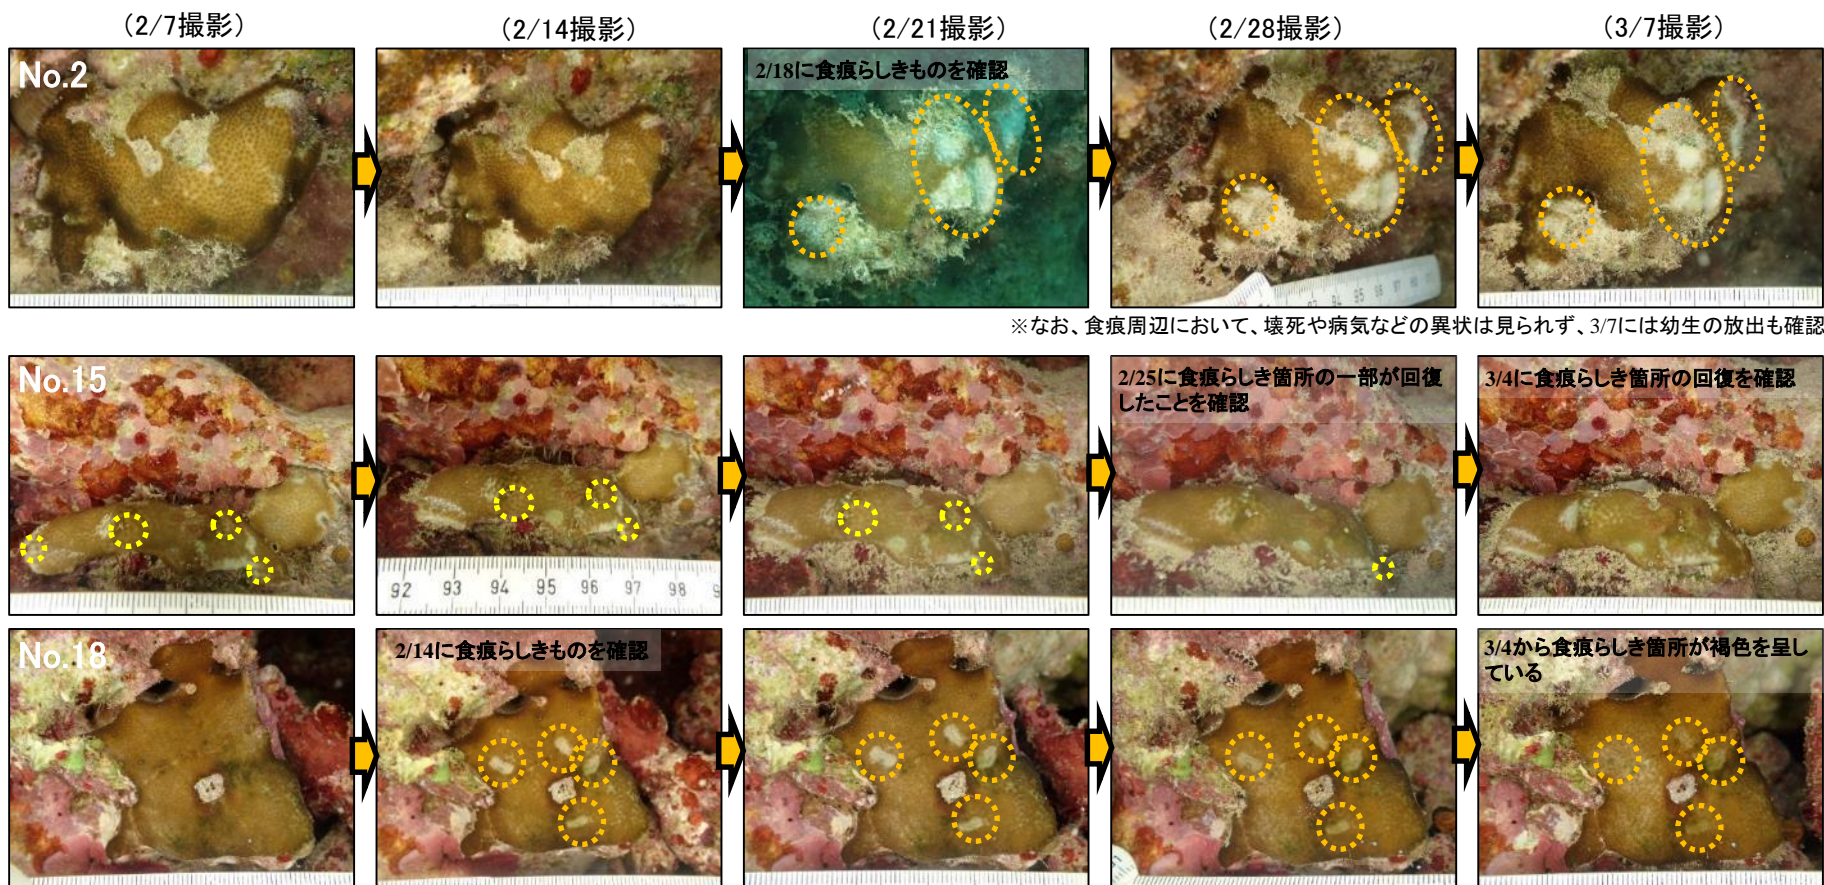 （2/7撮影）
（2/14撮影）
（2/21撮影）
（2/28撮影）
（3/7撮影）
No.2
2/18に食痕らしきものを確認
※なお、食痕周辺において、壊死や病気などの異状は見られず、3/7には幼生の放出も確認
No.15
92 93 94 95 96 97 98
2/25に食痕らしき箇所の一部が回復
したことを確認
3/4に食痕らしき箇所の回復を確認
No.18
2/14に食痕らしきものを確認
3/4から食痕らしき箇所が褐色を呈し
ている